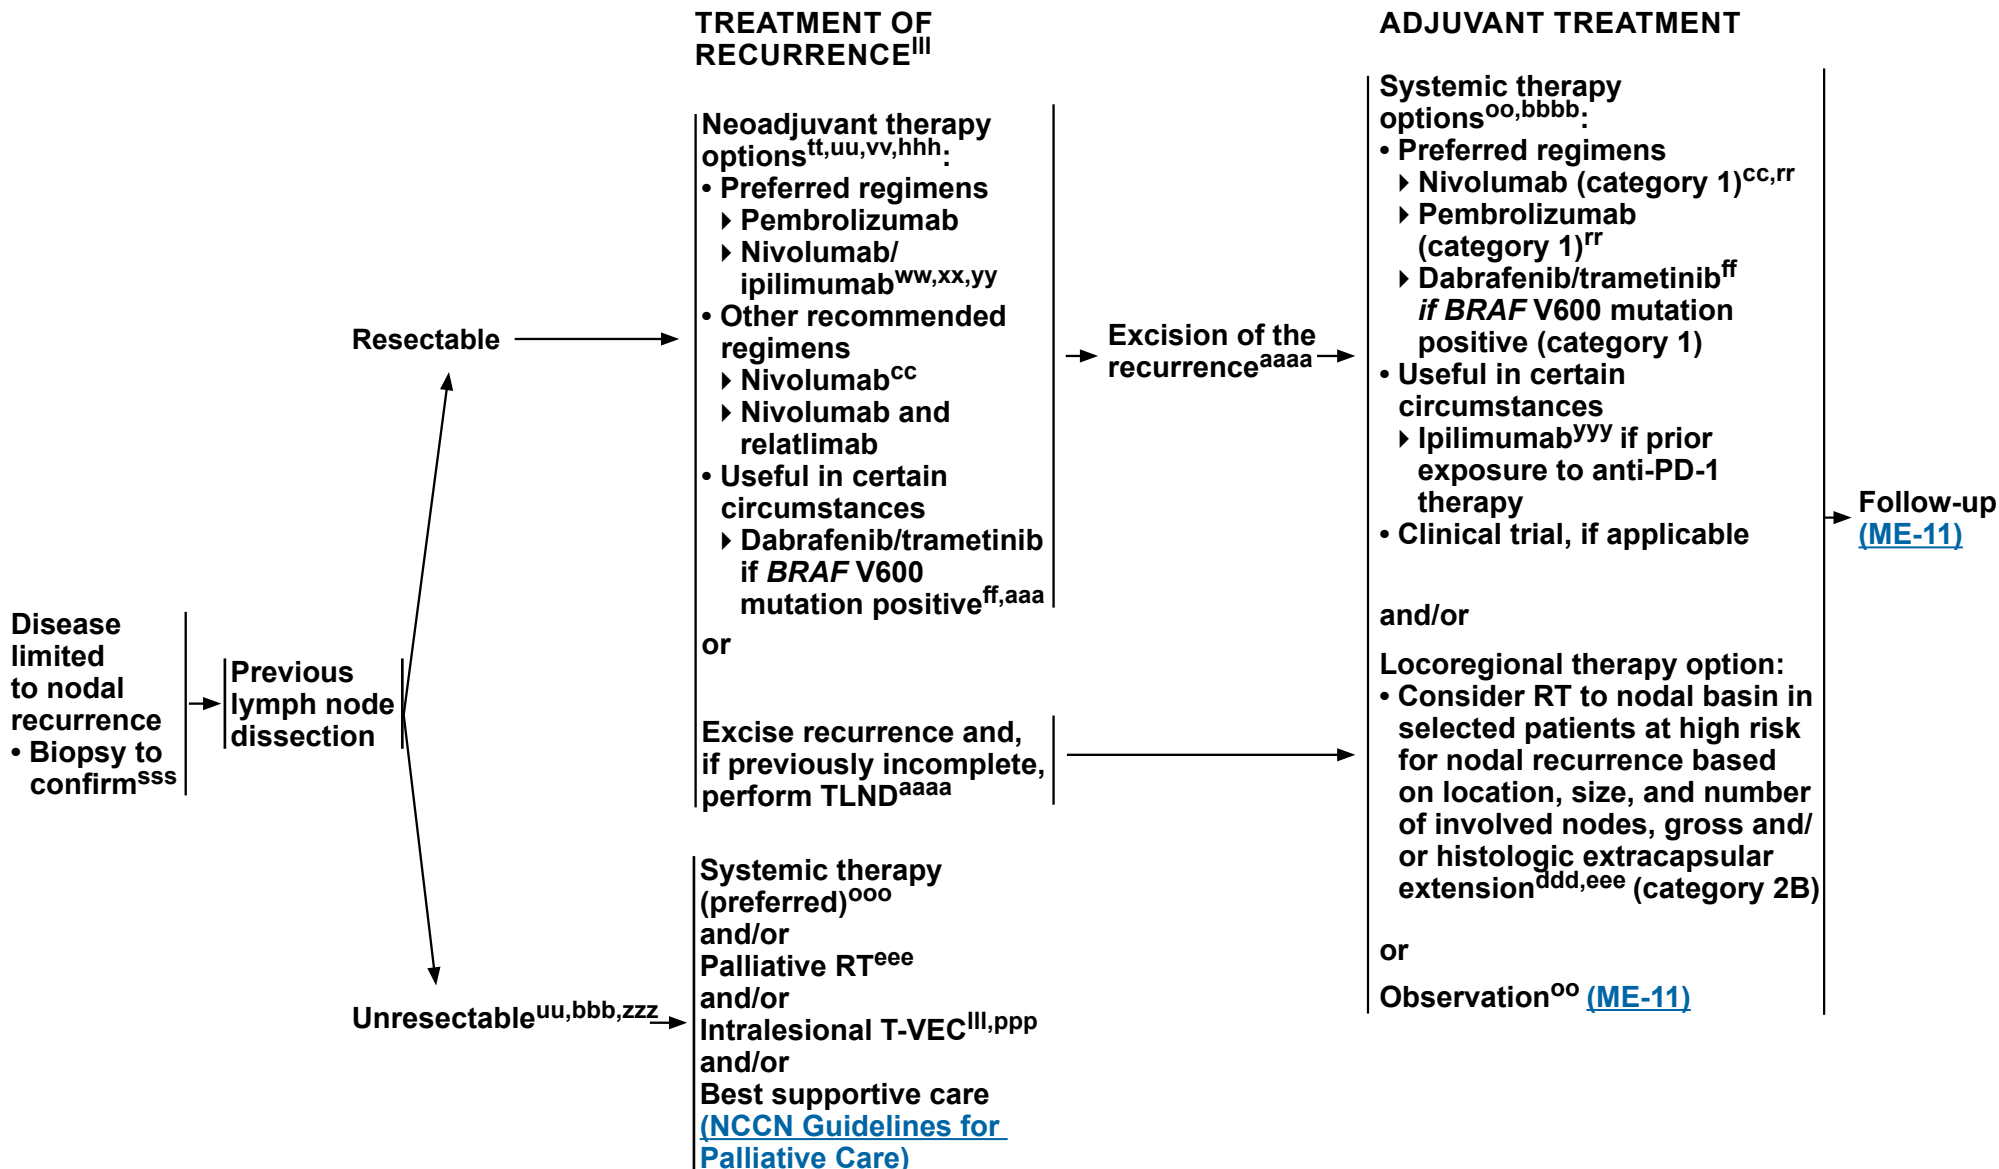 TREATMENT OF
RECURRENCElll
ADJUVANT TREATMENT
Disease
limited
to nodal
recurrence
• Biopsy to
confirmsss
Previous
lymph node
dissection
Resectable
Neoadjuvant therapy
optionstt,uu,vv,hhh:
• Preferred regimens
▸ Pembrolizumab
▸ Nivolumab/
ipilimumabww,xx,yy
• Other recommended
regimens
▸ Nivolumabcc
▸ Nivolumab and
relatlimab
• Useful in certain
circumstances
▸ Dabrafenib/trametinib
if BRAF V600
mutation positiveff,aaa
or
Excise recurrence and,
if previously incomplete,
perform TLNDaaaa
Excision of the
recurrenceaaaa
Unresectableuu,bbb,zzz
Systemic therapy
(preferred)ooo
and/or
Palliative RTeee
and/or
Intralesional T-VEClll,ppp
and/or
Best supportive care
(NCCN Guidelines for
Palliative Care)
Systemic therapy
optionsoo,bbbb:
• Preferred regimens
▸ Nivolumab (category 1)cc,rr
▸ Pembrolizumab
(category 1)rr
▸ Dabrafenib/trametinibff
if BRAF V600 mutation
positive (category 1)
• Useful in certain
circumstances
▸ Ipilimumabyyy if prior
exposure to anti-PD-1
therapy
• Clinical trial, if applicable
and/or
Locoregional therapy option:
• Consider RT to nodal basin in
selected patients at high risk
for nodal recurrence based
on location, size, and number
of involved nodes, gross and/
or histologic extracapsular
extensionddd,eee (category 2B)
or
Observationoo (ME-11)
Follow-up
(ME-11)